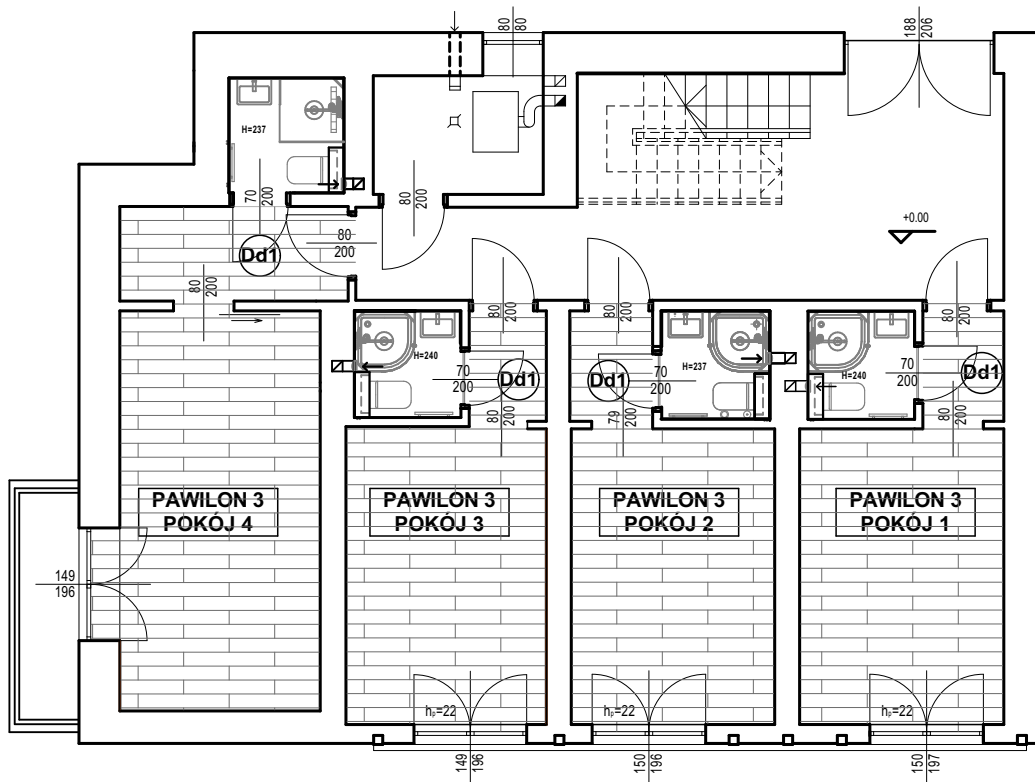 80
80
188
206
H=237
70
200
80
200
+0.00
Dd1
80
200
80
200
80
200
80
200
80
200
H=240
70
200
Dd1
Dd1
70
200
H=237
H=240
70
200
Dd1
80
200
79
200
80
200
PAWILON 3
POKÓJ 4
PAWILON 3
POKÓJ 3
PAWILON 3
POKÓJ 2
PAWILON 3
POKÓJ 1
149
196
hp=22
hp=22
hp=22
149
196
150
196
150
197